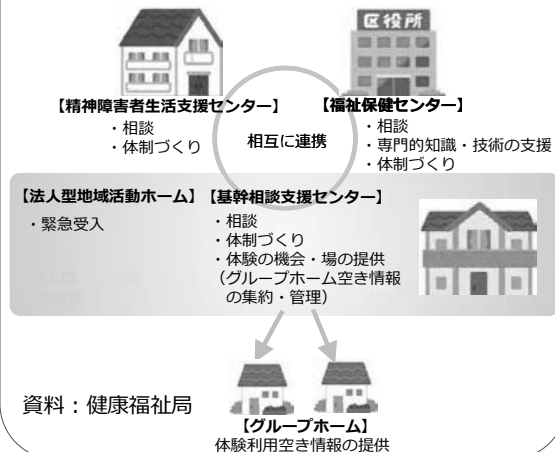 区役所
【精神障害者生活支援センター】
・相談
・体制づくり
【福祉保健センター】
・相談
・専門的知識・技術の支援
・体制づくり
相互に連携
【法人型地域活動ホーム】
・緊急受入
【基幹相談支援センター】
・相談
・体制づくり
・体験の機会・場の提供
（グループホーム空き情報
の集約・管理）
資料：健康福祉局
【グループホーム】
体験利用空き情報の提供